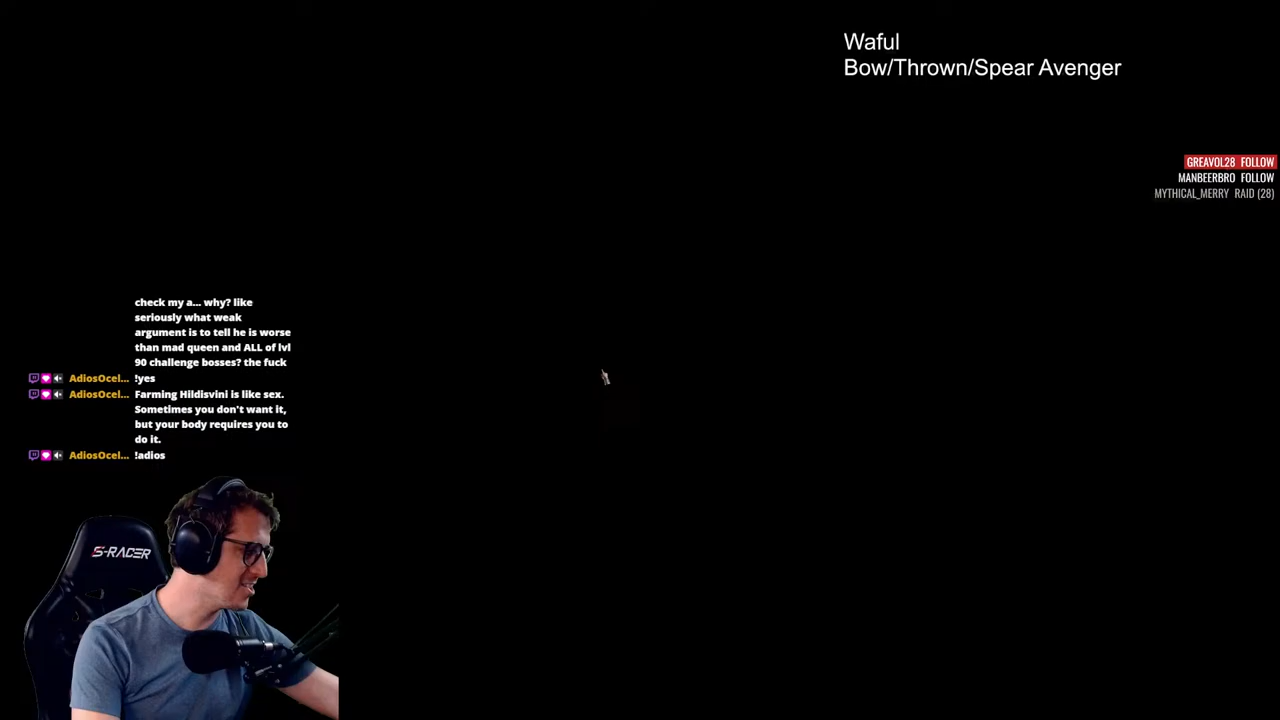 Waful
Bow/Thrown/Spear Avenger
GREAVOL28 FOLLOW
MANBEERBRO FOLLOW
MYTHICAL_MERRY RAID (28)
check my a... why? like
seriously what weak
argument is to tell he is worse
than mad queen and ALL of lvl
90 challenge bosses? the fuck
AdiosOcel... !yes
AdiosOcel... Farming Hildisvini is like sex.
Sometimes you don't want it,
but your body requires you to
do it.
AdiosOcel... !adios
S-RACER